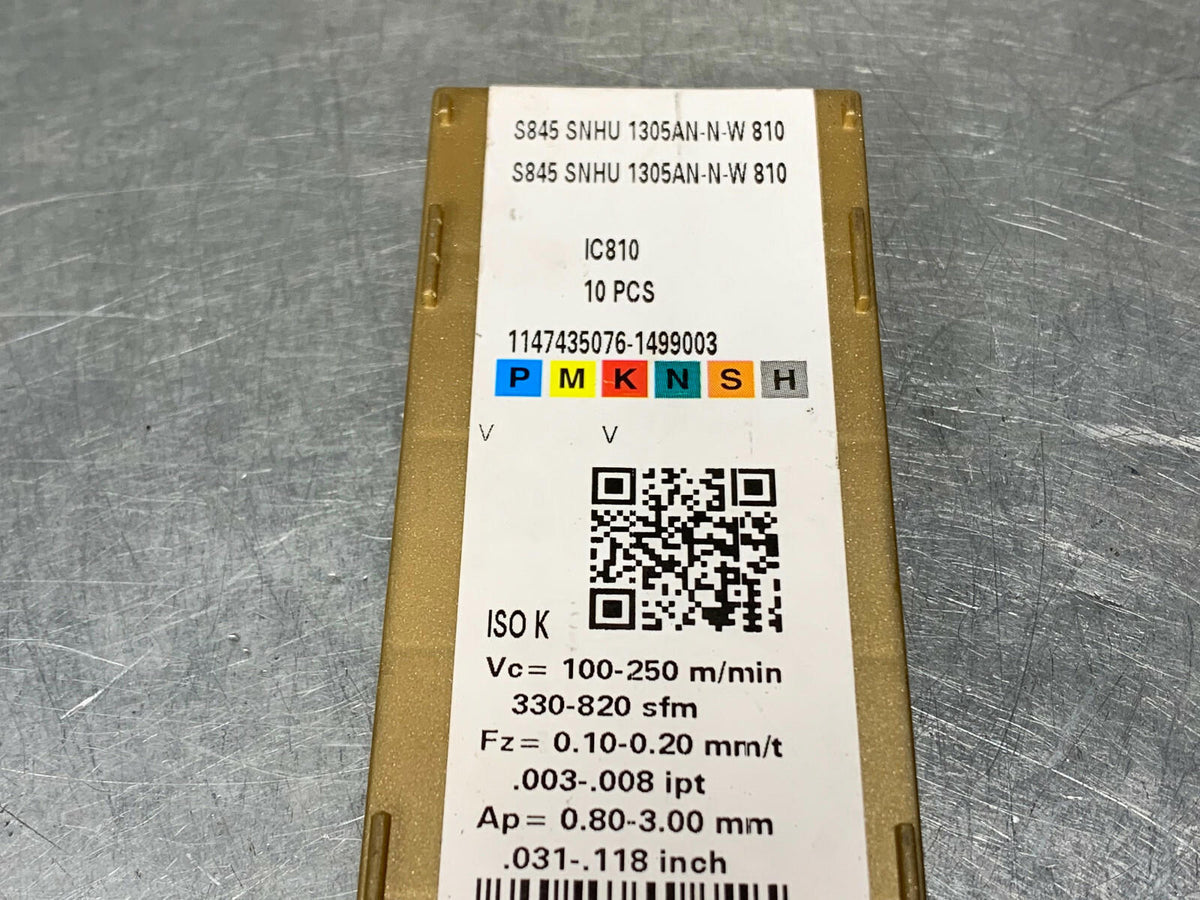 S845 SNHU 1305AN-N-W 810
S845 SNHU 1305AN-N-W 810
IC810
10 PCS
1147435076-1499003
P M K N S H
V V
ISO K
Vc= 100-250 m/min
330-820 sfm
Fz= 0.10-0.20 mm/t
.003-.008 ipt
Ap= 0.80-3.00 mm
.031-.118 inch